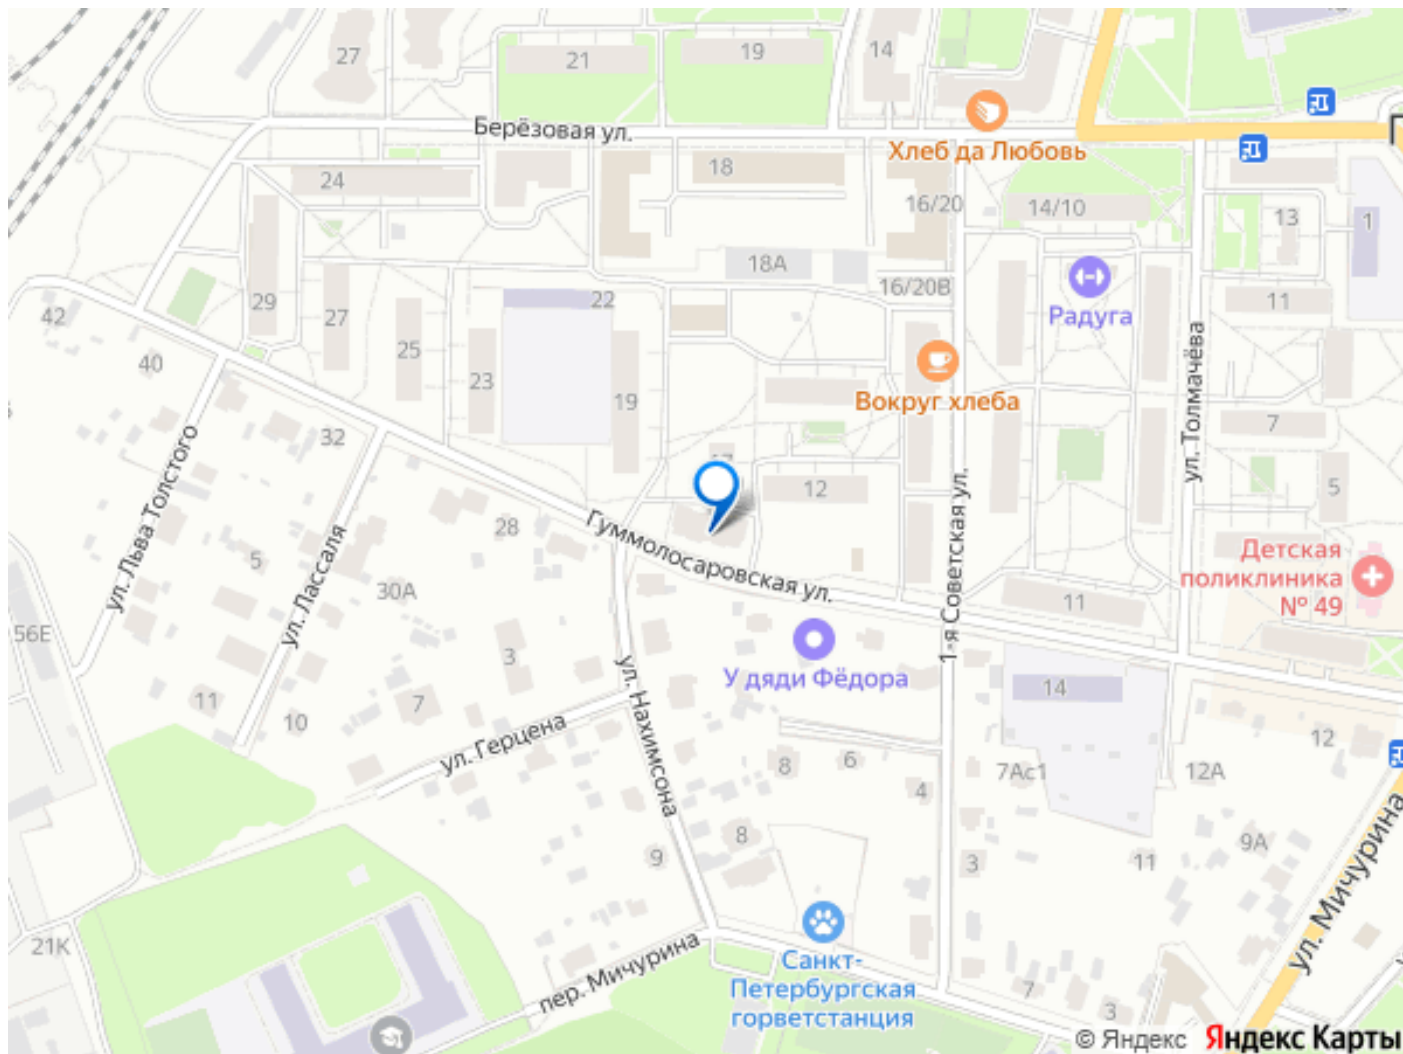 27
21
19
14
Берёзовая ул.
Хлеб да Любовь
24
18
16/20
14/10
13
1
18А
16/20В
Радуга
11
42
29
27
22
25
40
23
19
Вокруг хлеба
7
ул. Толмачёва
32
ул. Льва Толстого
12
5
28
Гуммолосаровская ул.
1-я Советская ул.
ул. Лассаля
5
30А
Детская
поликлиника
№ 49
11
56Е
3
У дяди Фёдора
14
11
10
7
ул. Нахимсона
ул. Герцена
8
6
4
7Ас1
12А
12
8
9
3
11
9А
ул. Мичурина
21К
пер. Мичурина
Санкт-
Петербургская
горветстанция
7
3
© Яндекс Яндекс Карты